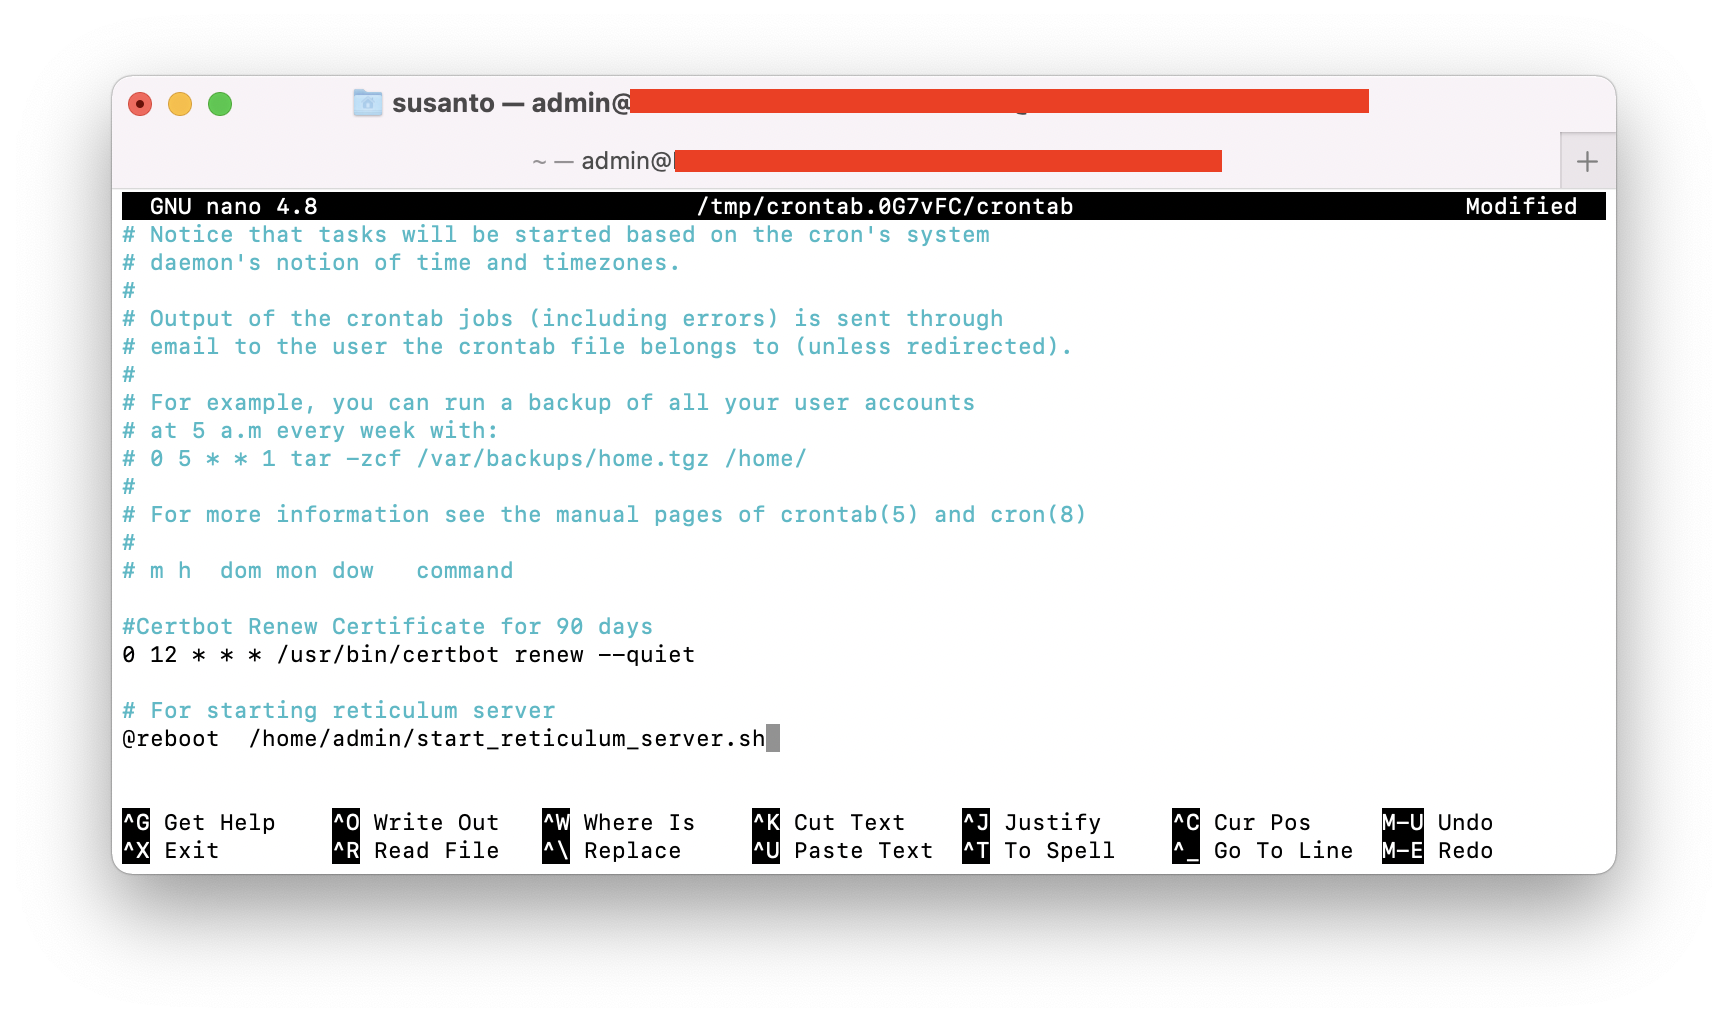 susanto — admin@
~ — admin@
GNU nano 4.8 /tmp/crontab.0G7vFC/crontab Modified
# Notice that tasks will be started based on the cron's system
# daemon's notion of time and timezones.
#
# Output of the crontab jobs (including errors) is sent through
# email to the user the crontab file belongs to (unless redirected).
#
# For example, you can run a backup of all your user accounts
# at 5 a.m every week with:
# 0 5 * * 1 tar -zcf /var/backups/home.tgz /home/
#
# For more information see the manual pages of crontab(5) and cron(8)
#
# m h  dom mon dow   command
#Certbot Renew Certificate for 90 days
0 12 * * * /usr/bin/certbot renew --quiet
# For starting reticulum server
@reboot  /home/admin/start_reticulum_server.sh
^G Get Help ^O Write Out ^W Where Is ^K Cut Text ^J Justify ^C Cur Pos M-U Undo
^X Exit ^R Read File ^\ Replace ^U Paste Text ^T To Spell ^_ Go To Line M-E Redo